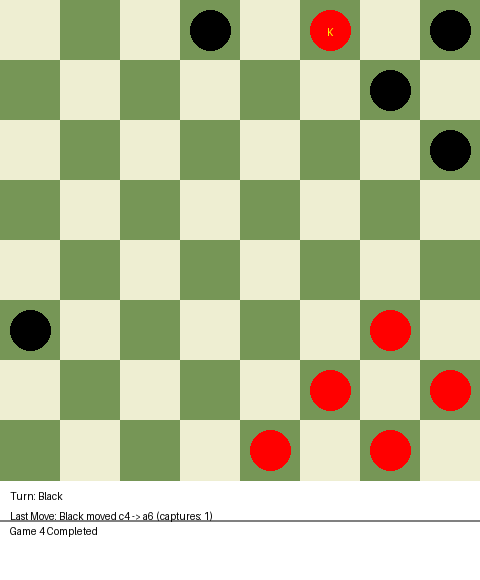 K
Turn: Black
Last Move: Black moved c4 -> a6 (captures: 1)
Game 4 Completed